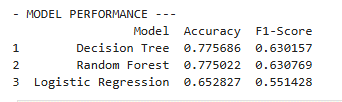 - MODEL PERFORMANCE ---
Model Accuracy F1-Score
1 Decision Tree 0.775686 0.630157
2 Random Forest 0.775022 0.630769
3 Logistic Regression 0.652827 0.551428